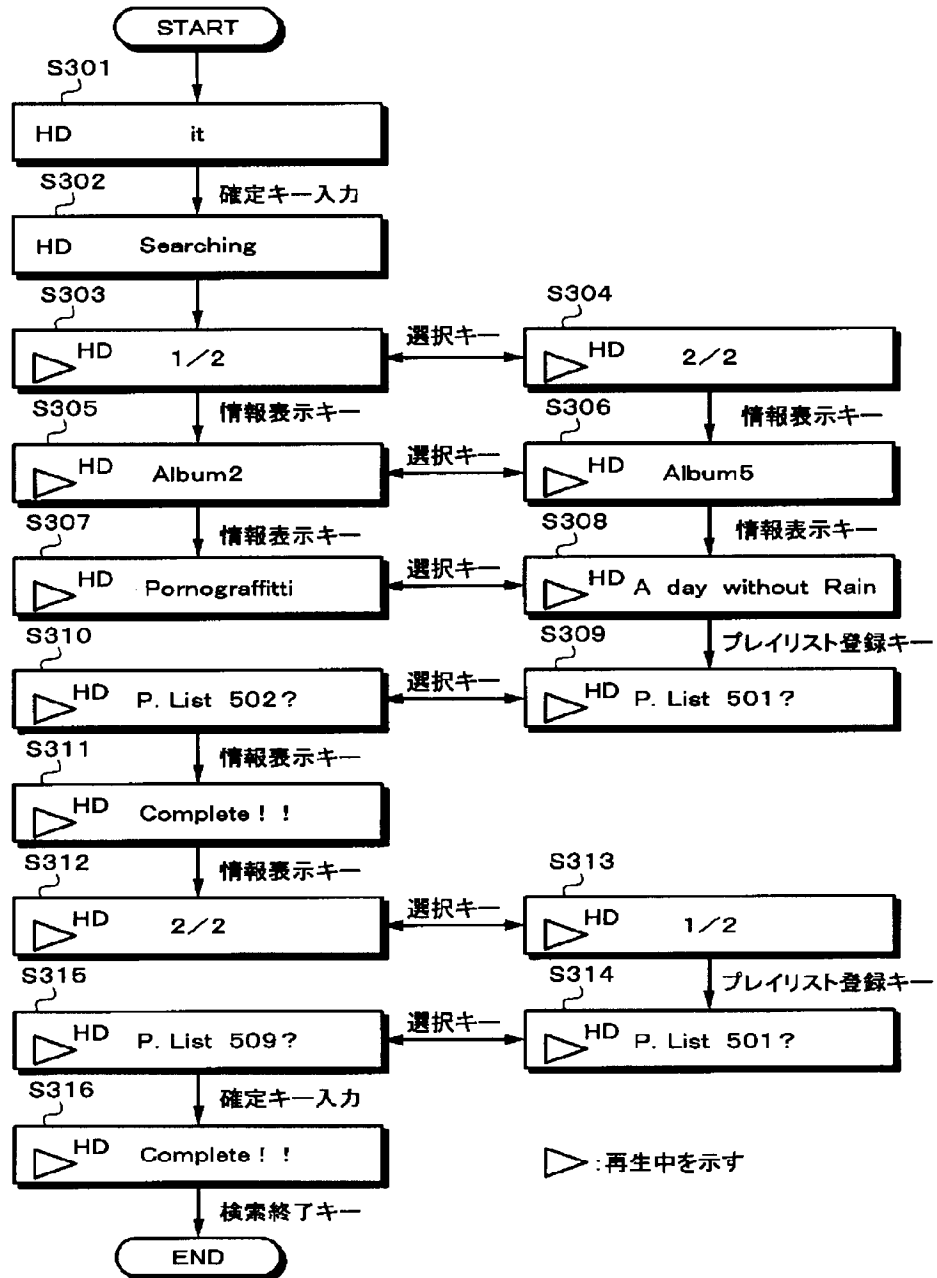 START
S301
HD it
確定キー入力
S302
HD Searching
S303
HD 1/2
選択キー
S304
HD 2/2
情報表示キー
情報表示キー
S305
HD Album2
選択キー
S306
HD Album5
情報表示キー
情報表示キー
S307
HD Pornograffitti
選択キー
S308
HD A day without Rain
プレイリスト登録キー
S310
HD P. List 502?
選択キー
S309
HD P. List 501?
情報表示キー
S311
HD Complete!!
情報表示キー
S312
HD 2/2
選択キー
S313
HD 1/2
プレイリスト登録キー
S315
HD P. List 509?
選択キー
S314
HD P. List 501?
確定キー入力
S316
HD Complete!!
:再生中を示す
検索終了キー
END